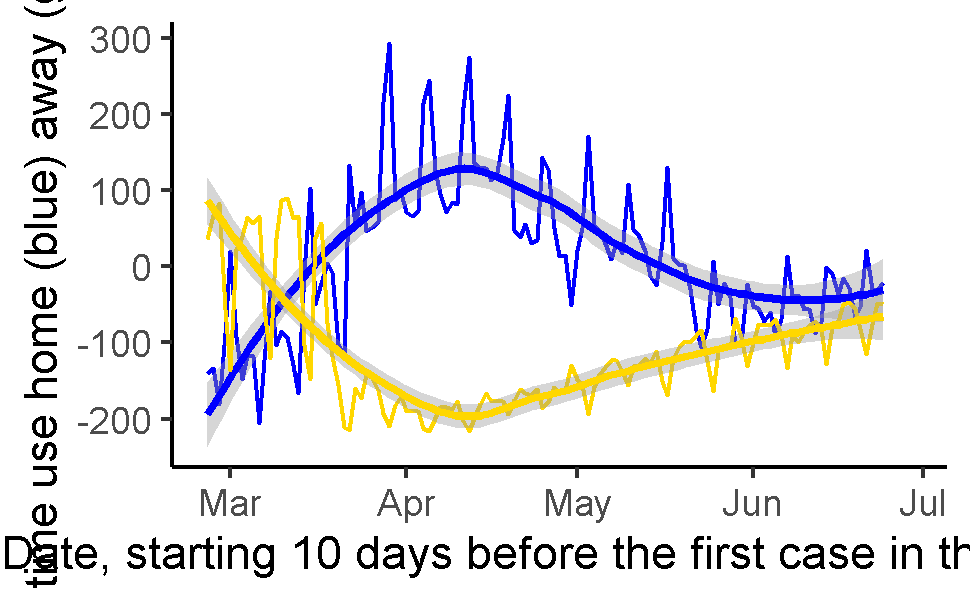 time use home (blue) away (
300
200
100
0
-100
-200
Mar Apr May Jun Jul
Date, starting 10 days before the first case in th